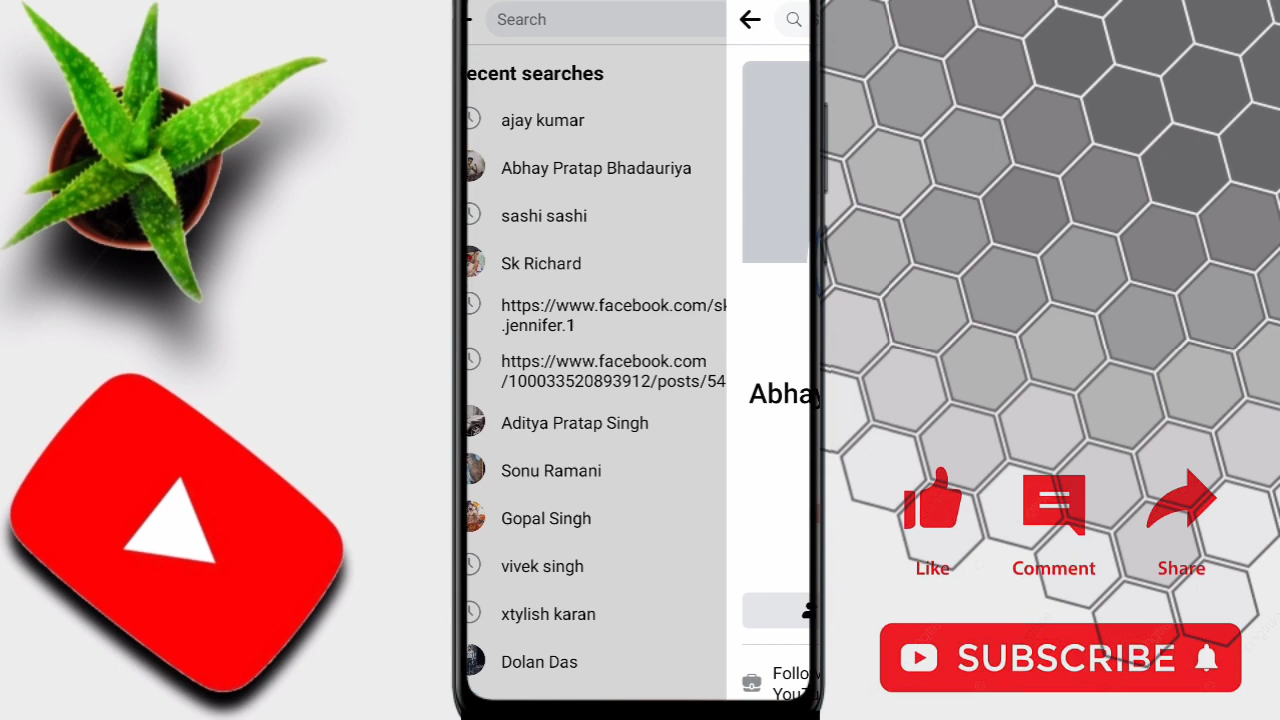 Search
ecent searches
ajay kumar
Abhay Pratap Bhadauriya
sashi sashi
Sk Richard
https://www.facebook.com/sk
.jennifer.1
https://www.facebook.com
/100033520893912/posts/54
Aditya Pratap Singh
Sonu Ramani
Gopal Singh
vivek singh
xtylish karan
Dolan Das
Abhay
Follow
YouTu
Like
Comment
Share
SUBSCRIBE